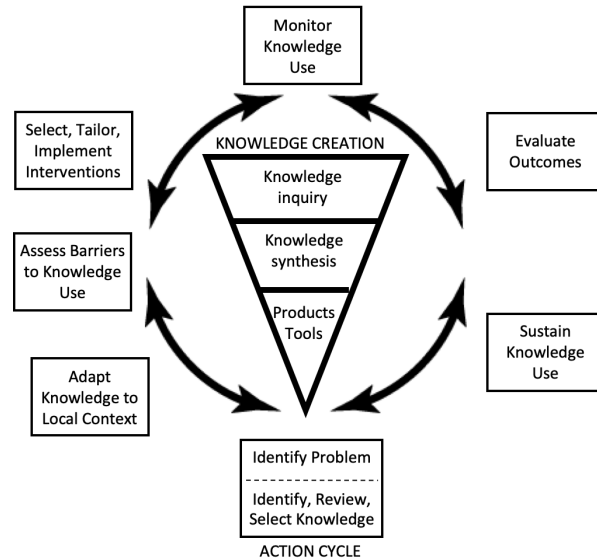 Monitor
Knowledge
Use
Select, Tailor,
Implement
Interventions
KNOWLEDGE CREATION
Evaluate
Outcomes
Knowledge
inquiry
Assess Barriers
to Knowledge
Use
Knowledge
synthesis
Products
Tools
Sustain
Knowledge
Use
Adapt
Knowledge to
Local Context
Identify Problem
Identify, Review,
Select Knowledge
ACTION CYCLE